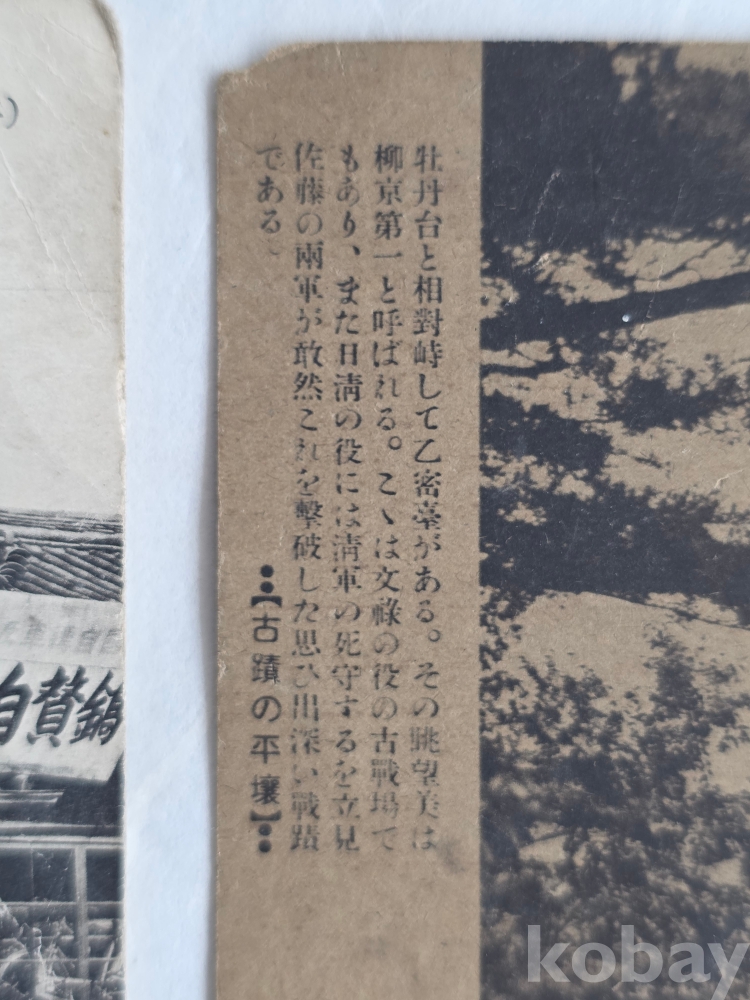 牡丹台と相對峙して乙密臺がある。その眺望美は
柳京第一と呼ばれる。こゝは文祿の役の古戰場で
もあり、また日淸の役には淸軍の死守するを立見
佐藤の兩軍が敢然これを擊破した思ひ出深い戰蹟
である
【古蹟の平壤】
自賛鎬
kobay